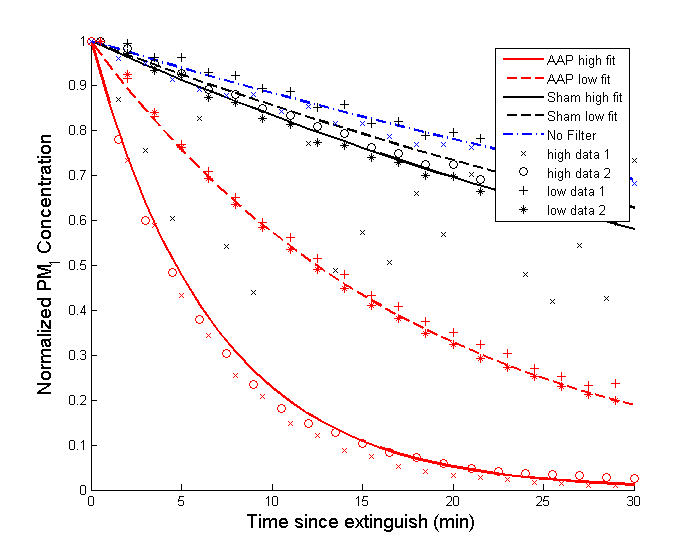 1
0.9
0.8
0.7
0.6
0.5
0.4
0.3
0.2
0.1
0
Normalized PM1 Concentration
0 5 10 15 20 25 30
Time since extinguish (min)
AAP high fit
AAP low fit
Sham high fit
Sham low fit
No Filter
high data 1
high data 2
low data 1
low data 2